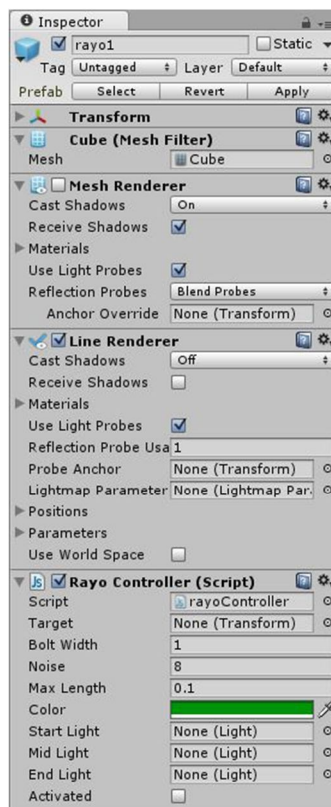 Inspector
rayo1 Static
Tag Untagged Layer Default
Prefab Select Revert Apply
Transform
Cube (Mesh Filter)
Mesh Cube
Mesh Renderer
Cast Shadows On
Receive Shadows
Materials
Use Light Probes
Reflection Probes Blend Probes
Anchor Override None (Transform)
Line Renderer
Cast Shadows Off
Receive Shadows
Materials
Use Light Probes
Reflection Probe Usa 1
Probe Anchor None (Transform)
Lightmap Parameter None (Lightmap Par.
Positions
Parameters
Use World Space
Js Rayo Controller (Script)
Script rayoController
Target None (Transform)
Bolt Width 1
Noise 8
Max Length 0.1
Color
Start Light None (Light)
Mid Light None (Light)
End Light None (Light)
Activated